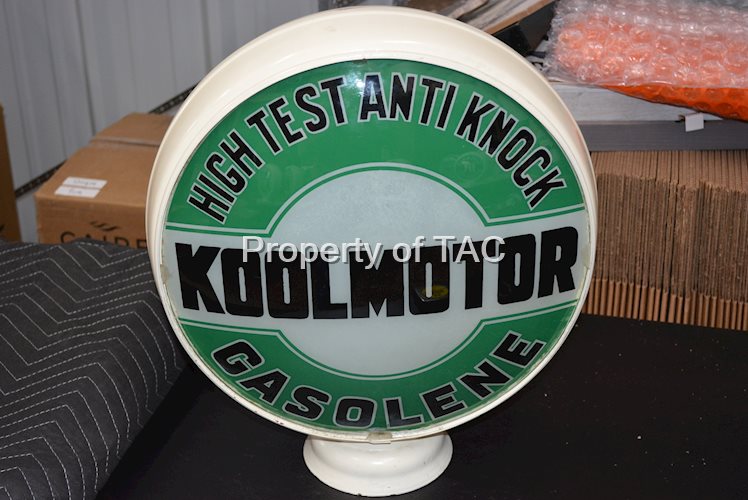 HIGH TEST ANTI KNOCK
KOOLMOTOR
Property of TAC
GASOLENE